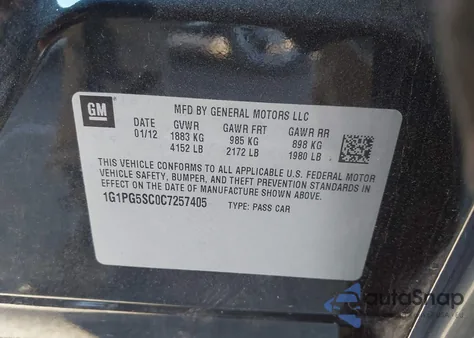 GM
MFD BY GENERAL MOTORS LLC
DATE GVWR GAWR FRT GAWR RR
01/12 1883 KG 985 KG 898 KG
4152 LB 2172 LB 1980 LB
THIS VEHICLE CONFORMS TO ALL APPLICABLE U.S. FEDERAL MOTOR
VEHICLE SAFETY, BUMPER, AND THEFT PREVENTION STANDARDS IN
EFFECT ON THE DATE OF MANUFACTURE SHOWN ABOVE.
1G1PG5SC0C7257405 TYPE: PASS CAR
autoSnap